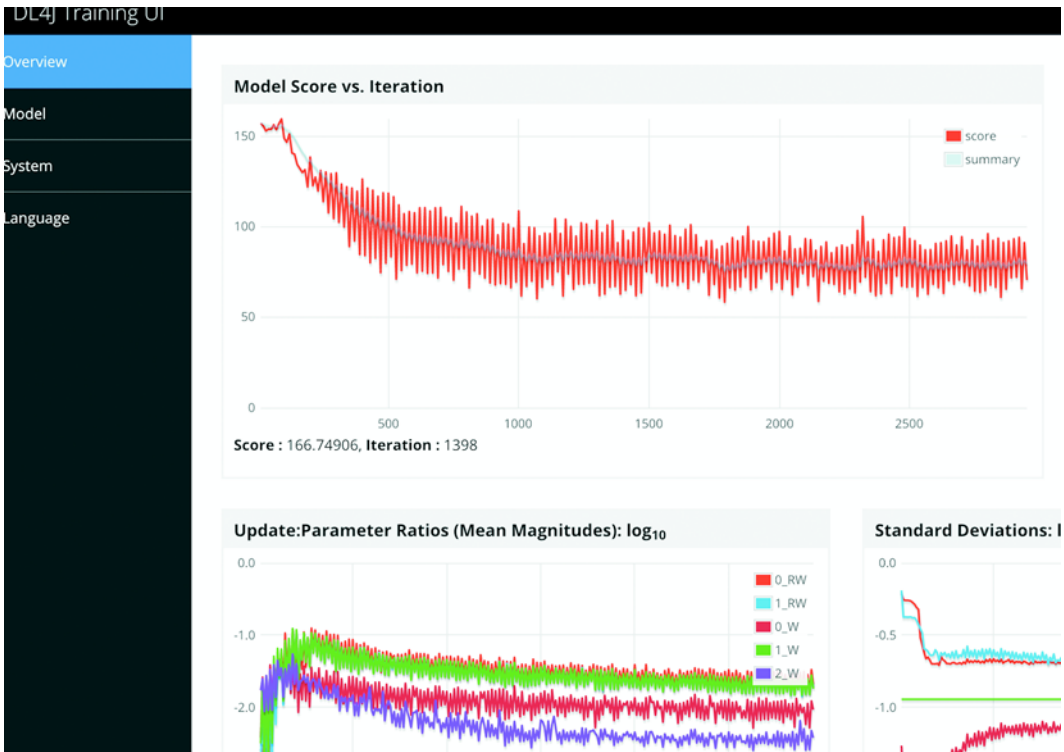 DL4J Training UI
Overview
Model
System
Language
Model Score vs. Iteration
150
100
50
0
500
1000
1500
2000
2500
score
summary
Score : 166.74906, Iteration : 1398
Update:Parameter Ratios (Mean Magnitudes): log10
0.0
-1.0
-2.0
0_RW
1_RW
0_W
1_W
2_W
Standard Deviations:
0.0
-0.5
-1.0